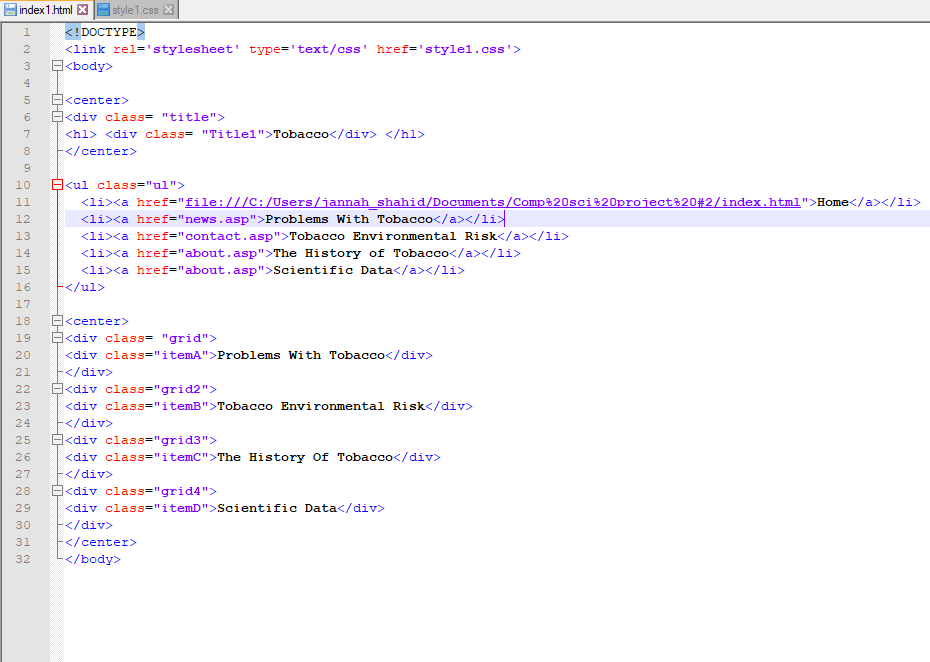 index1.html style1.css
1 <!DOCTYPE>
2 <link rel='stylesheet' type='text/css' href='style1.css'>
3 <body>
4
5 <center>
6 <div class= "title">
7 <h1> <div class= "Title1">Tobacco</div> </h1>
8 </center>
9
10 <ul class="ul">
11 <li><a href="file:///C:/Users/jannah_shahid/Documents/Comp%20sci%20project%20#2/index.html">Home</a></li>
12 <li><a href="news.asp">Problems With Tobacco</a></li>
13 <li><a href="contact.asp">Tobacco Environmental Risk</a></li>
14 <li><a href="about.asp">The History of Tobacco</a></li>
15 <li><a href="about.asp">Scientific Data</a></li>
16 </ul>
17
18 <center>
19 <div class= "grid">
20 <div class="itemA">Problems With Tobacco</div>
21 </div>
22 <div class="grid2">
23 <div class="itemB">Tobacco Environmental Risk</div>
24 </div>
25 <div class="grid3">
26 <div class="itemC">The History Of Tobacco</div>
27 </div>
28 <div class="grid4">
29 <div class="itemD">Scientific Data</div>
30 </div>
31 </center>
32 </body>